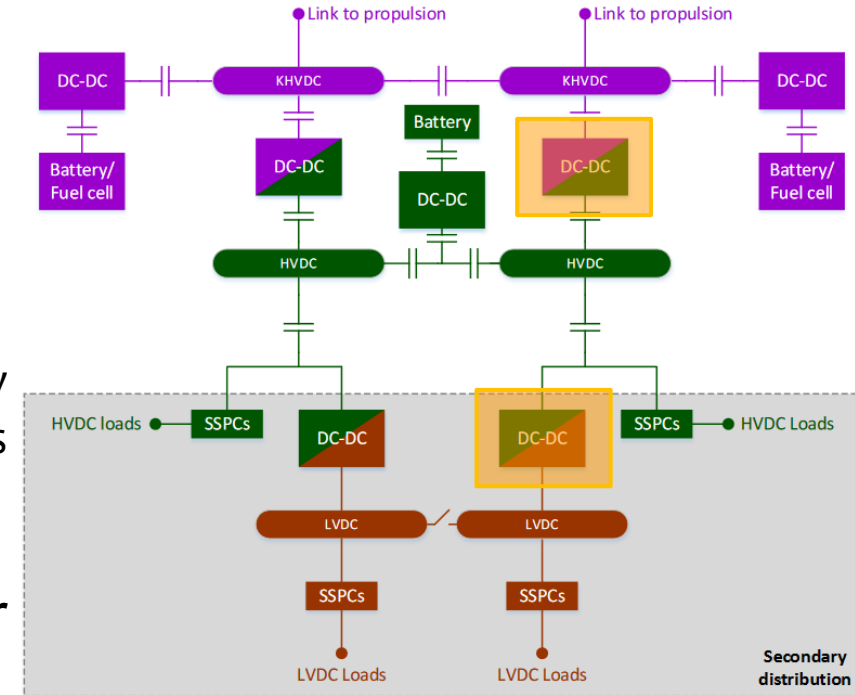 Link to propulsion
Link to propulsion
DC-DC
KHVDC
KHVDC
DC-DC
Battery
Battery/
Fuel cell
DC-DC
DC-DC
Battery/
Fuel cell
DC-DC
HVDC
HVDC
y
HVDC loads
SSPCs
DC-DC
DC-DC
SSPCs
HVDC Loads
s
LVDC
LVDC
SSPCs
SSPCs
r
LVDC Loads
LVDC Loads
Secondary
distribution